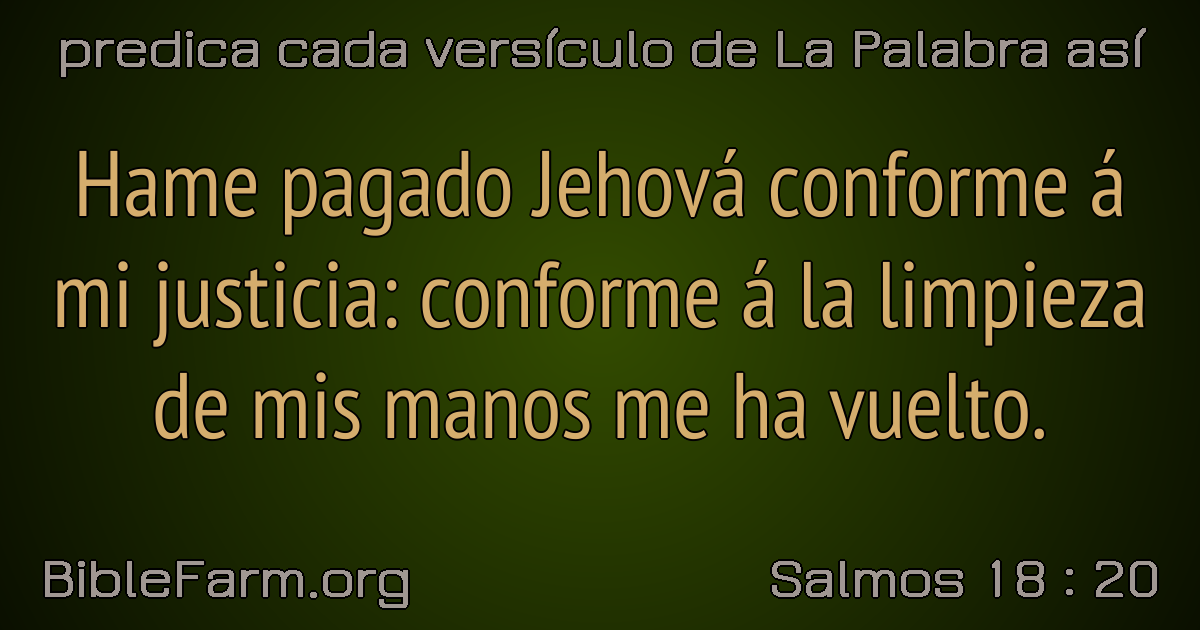 predica cada versículo de La Palabra así
Hame pagado Jehová conforme á
mi justicia: conforme á la limpieza
de mis manos me ha vuelto.
BibleFarm.org
Salmos 18 : 20